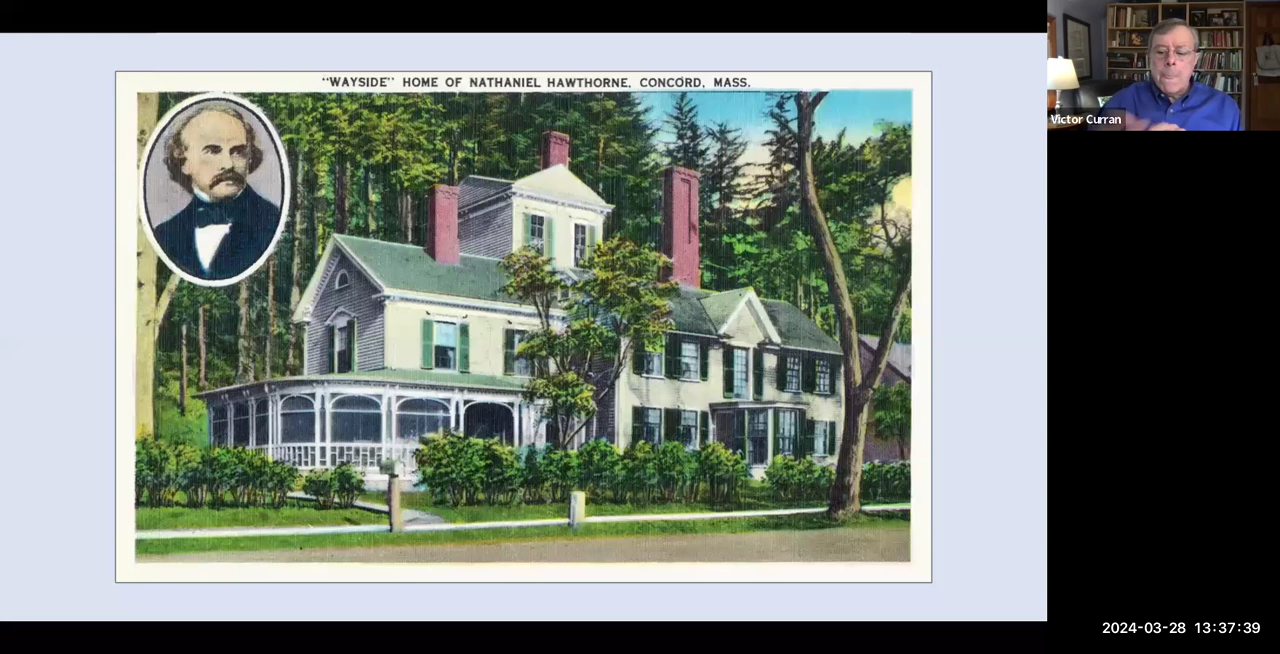 "WAYSIDE" HOME OF NATHANIEL HAWTHORNE, CONCORD, MASS.
Victor Curran
2024-03-28 13:37:39